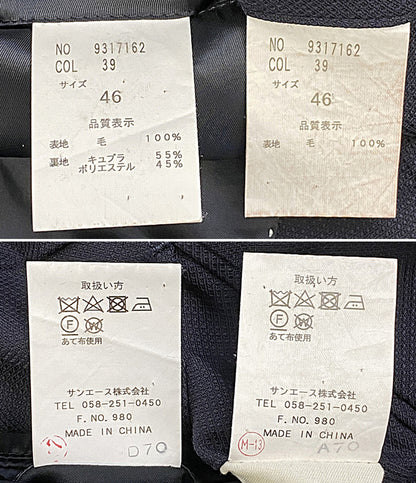 NO 9317162
COL 39
サイズ
46
品質表示
表地 毛 100%
裏地 キュプラ 55%
ポリエステル 45%
NO 9317162
COL 39
サイズ
46
品質表示
表地 毛 100%
取扱い方
F W
あて布使用
サンエース株式会社
TEL 058-251-0450
F.NO.980
MADE IN CHINA
D70
取扱い方
F W
あて布使用
サンエース株式会社
TEL 058-251-0450
F.NO.980
MADE IN CHINA
M-13
A70